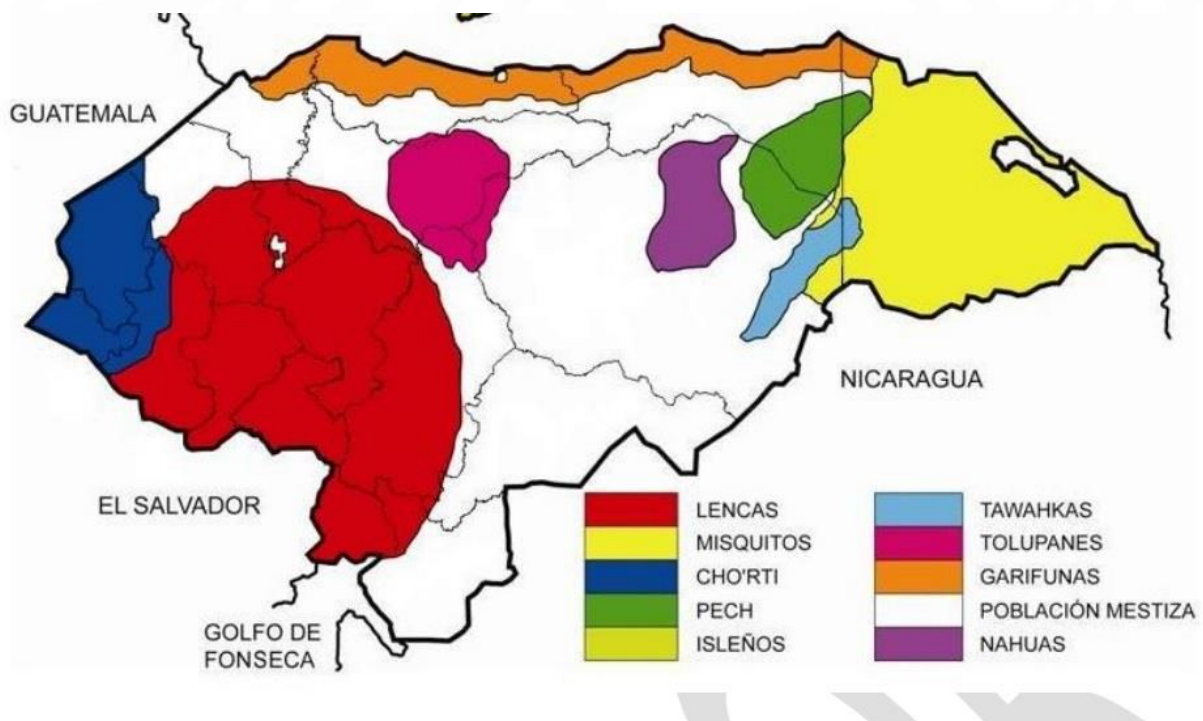 GUATEMALA
NICARAGUA
EL SALVADOR
GOLFO DE
FONSECA
LENCAS
MISQUITOS
CHO'RTI
PECH
ISLEÑOS
TAWAHKAS
TOLUPANES
GARIFUNAS
POBLACIÓN MESTIZA
NAHUAS